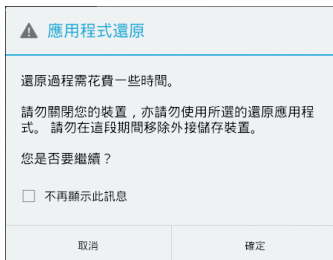 應用程式還原
還原過程需花費一些時間。
請勿關閉您的裝置，亦請勿使用所選的還原應用程
式。 請勿在這段期間移除外接儲存裝置。
您是否要繼續？
不再顯示此訊息
取消
確定